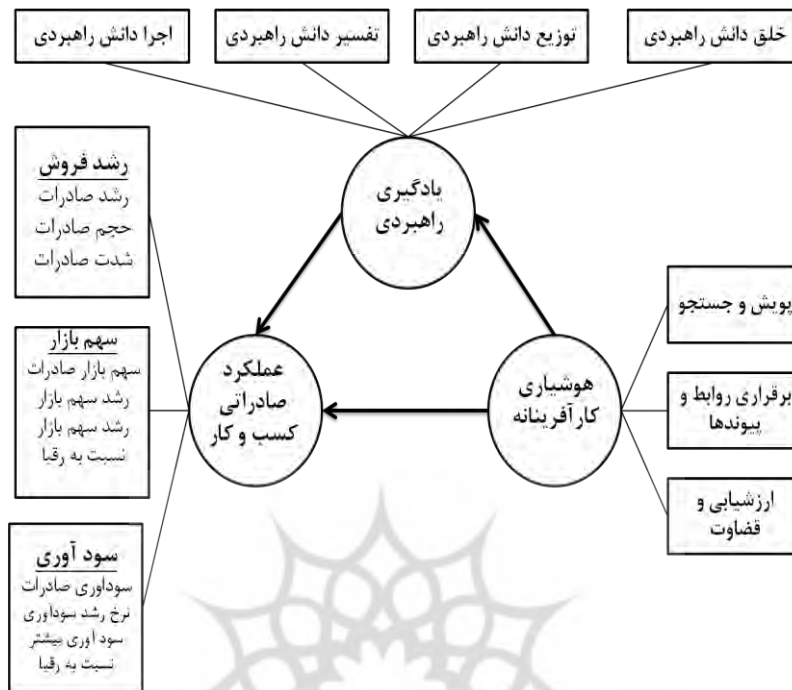 خلق دانش راهبردی
توزیع دانش راهبردی
تفسیر دانش راهبردی
اجرا دانش راهبردی
یادگیری
راهبردی
پویش و جستجو
برقراری روابط و
پیوندها
ارزشیابی و
قضاوت
هوشیاری
کارآفرینانه
عملکرد
صادراتی
کسب و کار
رشد فروش
رشد صادرات
حجم صادرات
شدت صادرات
سهم بازار
سهم بازار صادرات
رشد سهم بازار
رشد سهم بازار
نسبت به رقبا
سود آوری
سوداوری صادرات
نرخ رشد سودآوری
سود آوری بیشتر
نسبت به رقبا